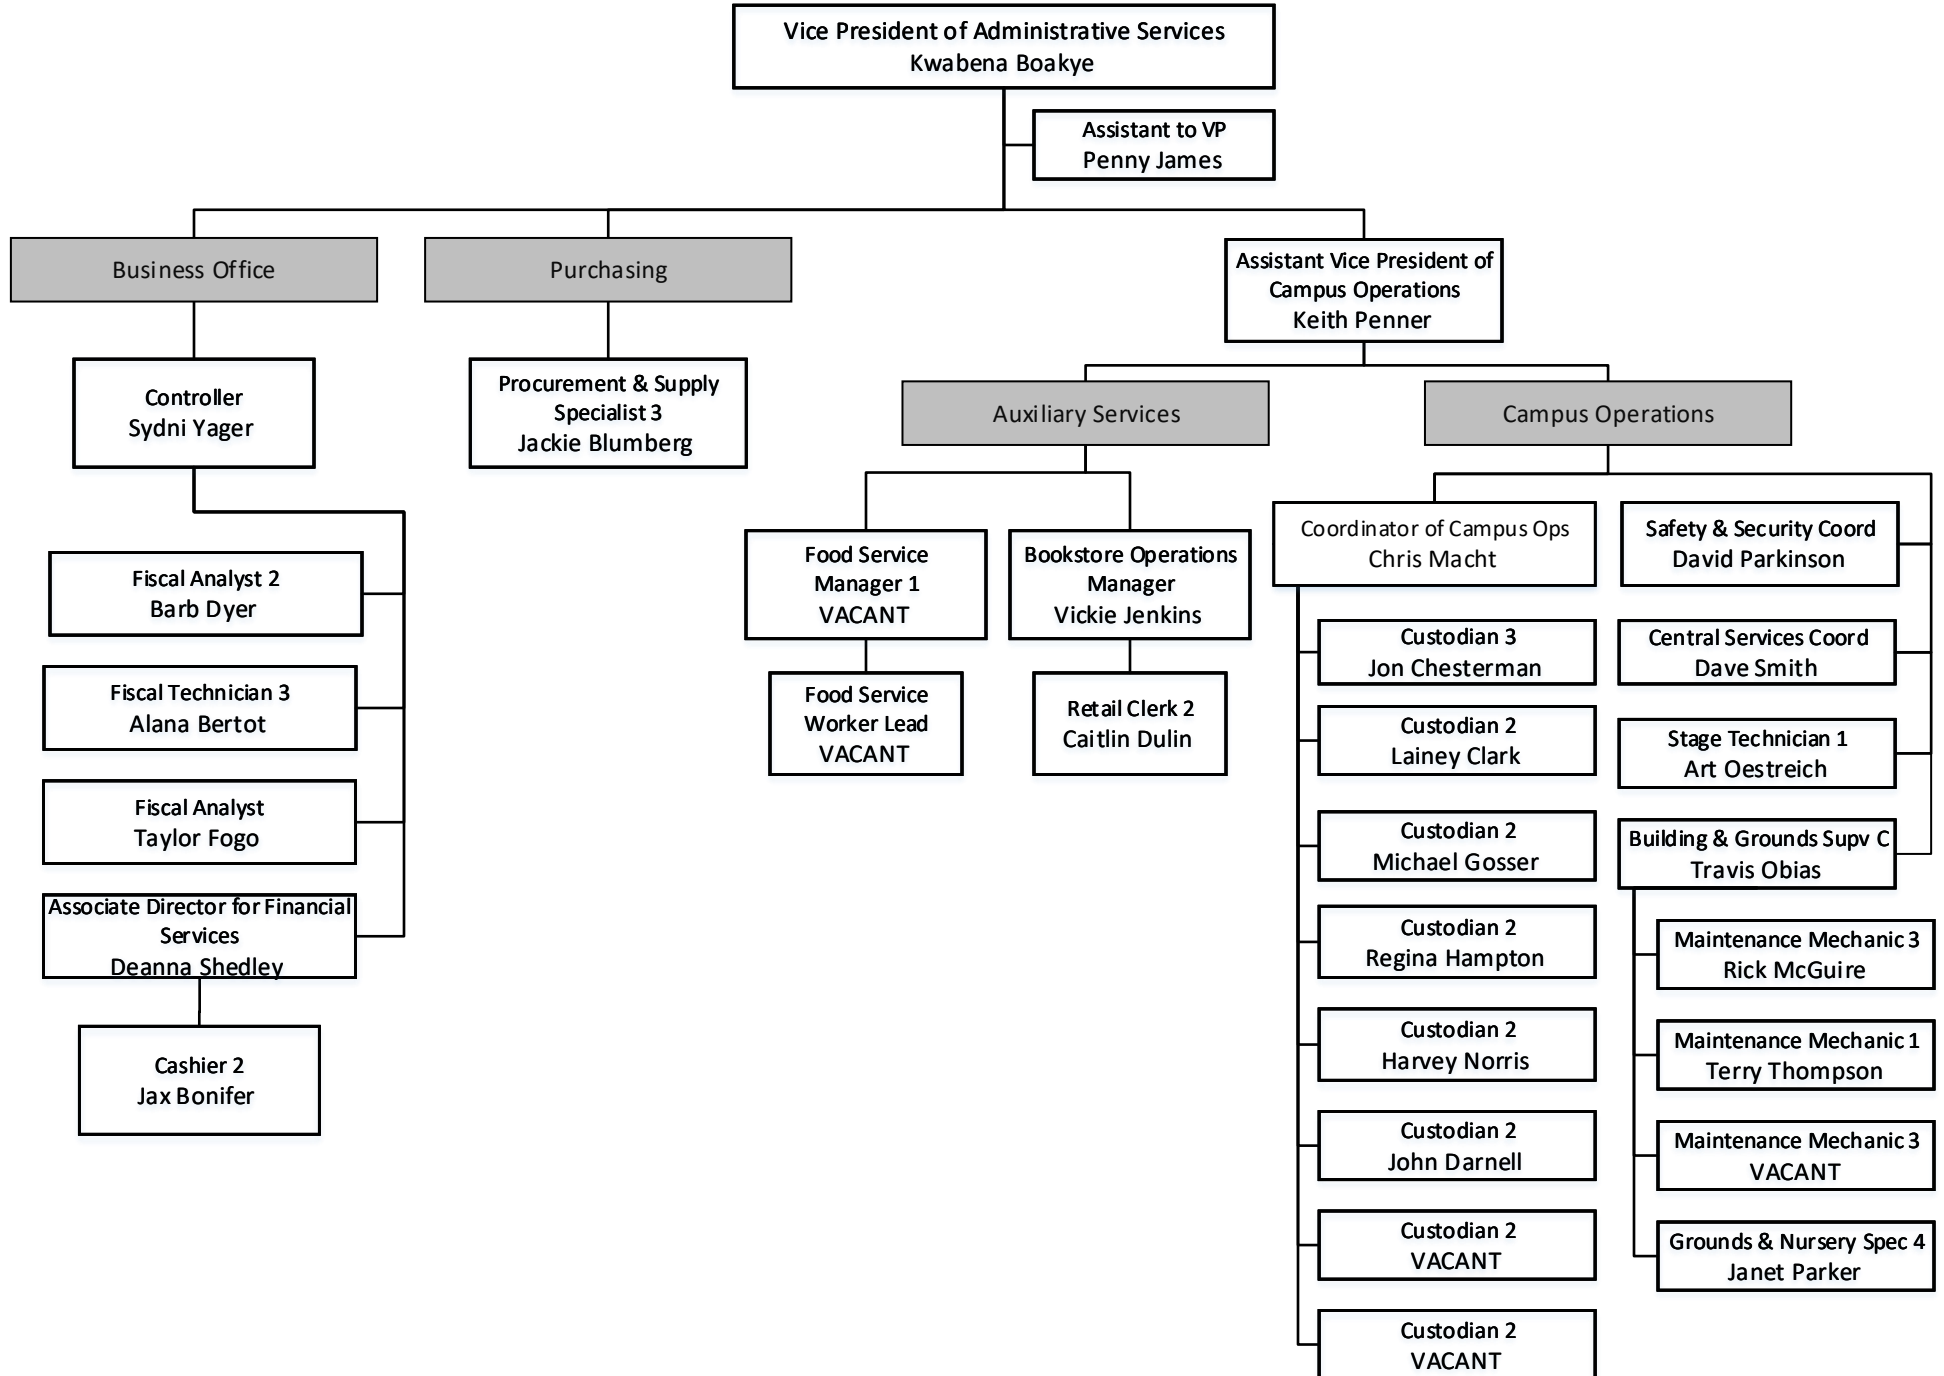 Vice President of Administrative Services
Kwabena Boakye
Assistant to VP
Penny James
Business Office
Purchasing
Assistant Vice President of
Campus Operations
Keith Penner
Controller
Sydni Yager
Procurement & Supply
Specialist 3
Jackie Blumberg
Auxiliary Services
Campus Operations
Fiscal Analyst 2
Barb Dyer
Fiscal Technician 3
Alana Bertot
Fiscal Analyst
Taylor Fogo
Associate Director for Financial
Services
Deanna Shedley
Cashier 2
Jax Bonifer
Food Service
Manager 1
VACANT
Food Service
Worker Lead
VACANT
Bookstore Operations
Manager
Vickie Jenkins
Retail Clerk 2
Caitlin Dulin
Coordinator of Campus Ops
Chris Macht
Custodian 3
Jon Chesterman
Custodian 2
Lainey Clark
Custodian 2
Michael Gosser
Custodian 2
Regina Hampton
Custodian 2
Harvey Norris
Custodian 2
John Darnell
Custodian 2
VACANT
Custodian 2
VACANT
Safety & Security Coord
David Parkinson
Central Services Coord
Dave Smith
Stage Technician 1
Art Oestreich
Building & Grounds Supv C
Travis Obias
Maintenance Mechanic 3
Rick McGuire
Maintenance Mechanic 1
Terry Thompson
Maintenance Mechanic 3
VACANT
Grounds & Nursery Spec 4
Janet Parker